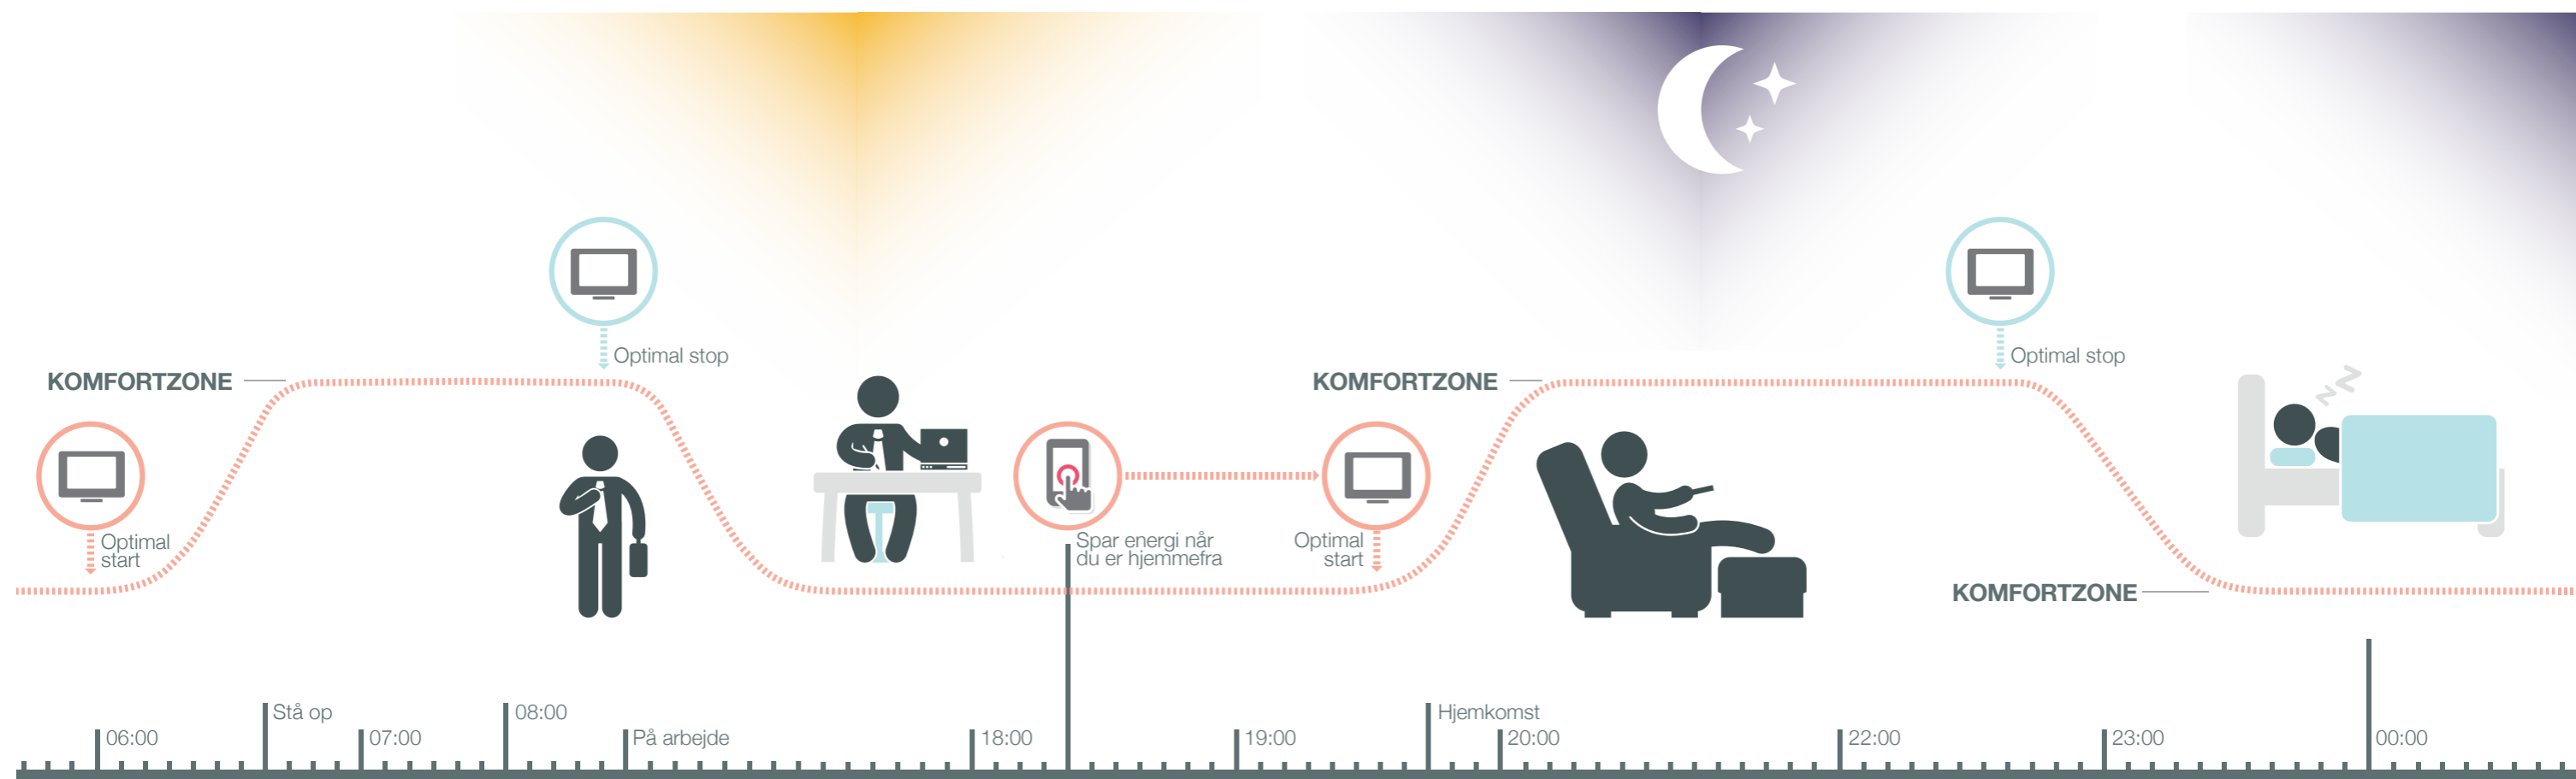 Optimal stop
Optimal stop
KOMFORTZONE
KOMFORTZONE
Optimal
start
Spar energi når
du er hjemmefra
Optimal
start
KOMFORTZONE
Stå op
08:00
Hjemkomst
06:00
07:00
På arbejde
18:00
19:00
20:00
22:00
23:00
00:00
z z z